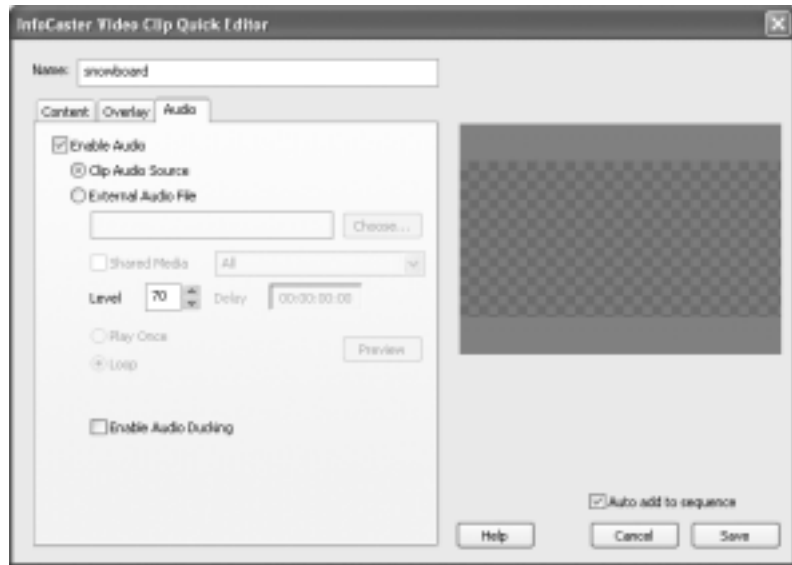 InfoCaster Video Clip Quick Editor
Name: snowboard
Content Overlay Audio
Enable Audio
Clip Audio Source
External Audio File
Choose...
Shared Media All
Level 70 Delay 00:00:00:00
Play Once
Preview
Loop
Enable Audio Ducking
Auto add to sequence
Help Cancel Save